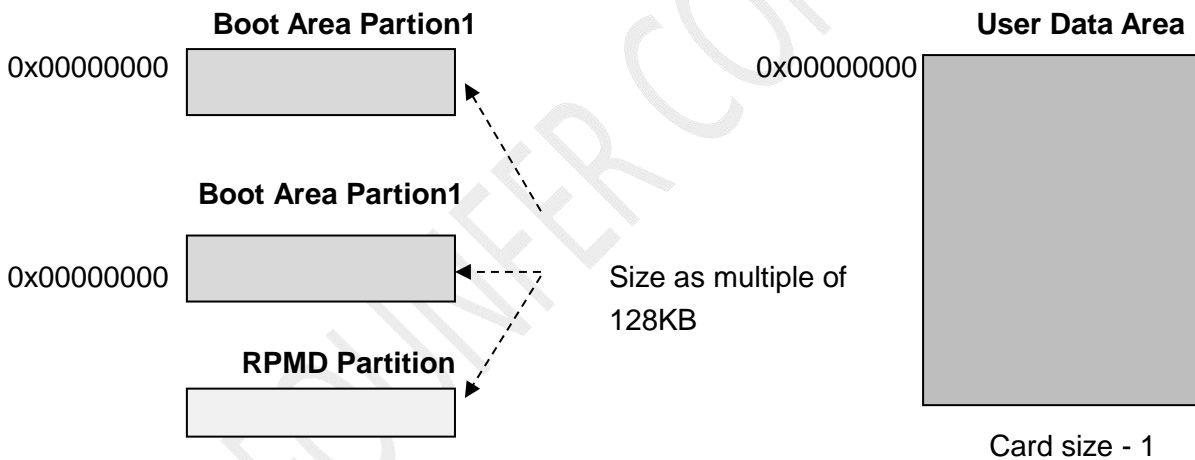 Boot Area Partion1
User Data Area
0x00000000
0x00000000
Boot Area Partion1
0x00000000
Size as multiple of
128KB
RPMD Partition
Card size - 1